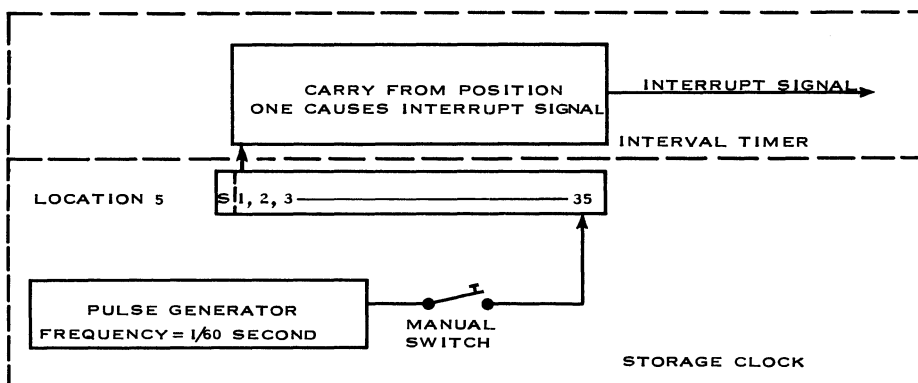 CARRY FROM POSITION
ONE CAUSES INTERRUPT SIGNAL
INTERRUPT SIGNAL
INTERVAL TIMER
LOCATION 5
S 1, 2, 3 35
PULSE GENERATOR
FREQUENCY = 1/60 SECOND
MANUAL
SWITCH
STORAGE CLOCK